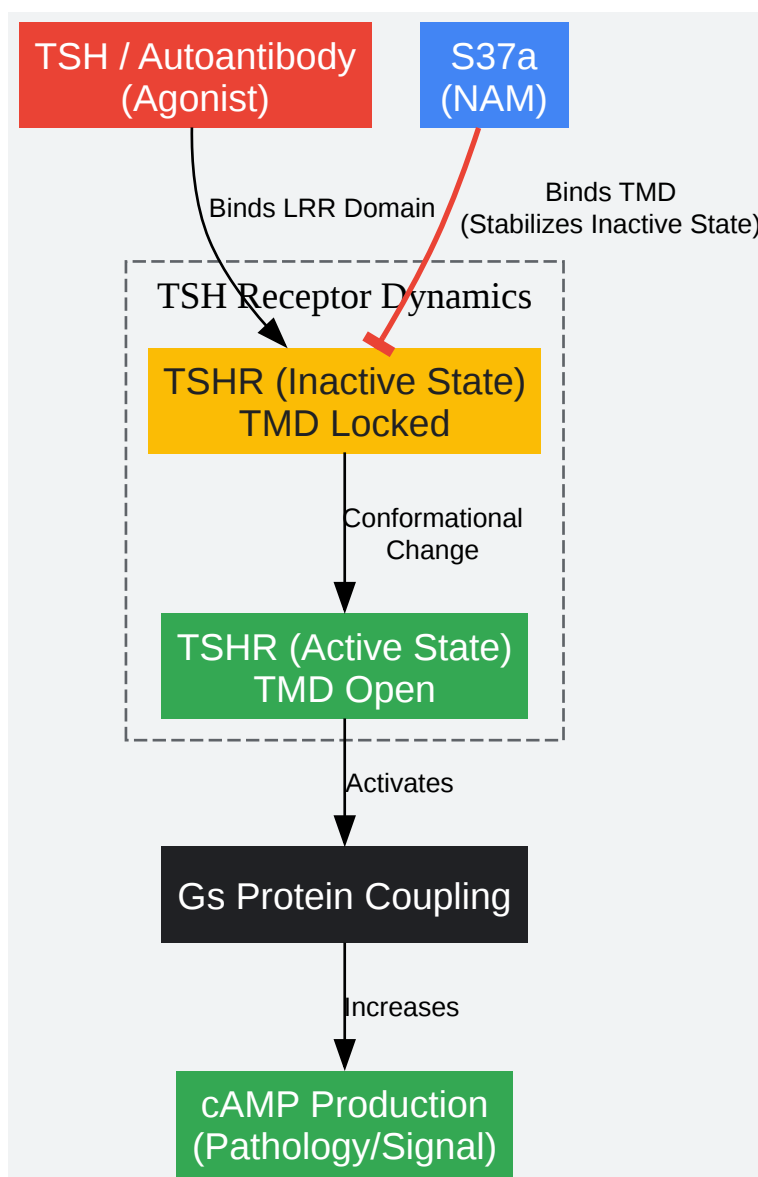 TSH / Autoantibody
(Agonist)
S37a
(NAM)
Binds LRR Domain
Binds TMD
(Stabilizes Inactive State)
TSH Receptor Dynamics
TSHR (Inactive State)
TMD Locked
Conformational
Change
TSHR (Active State)
TMD Open
Activates
Gs Protein Coupling
Increases
cAMP Production
(Pathology/Signal)